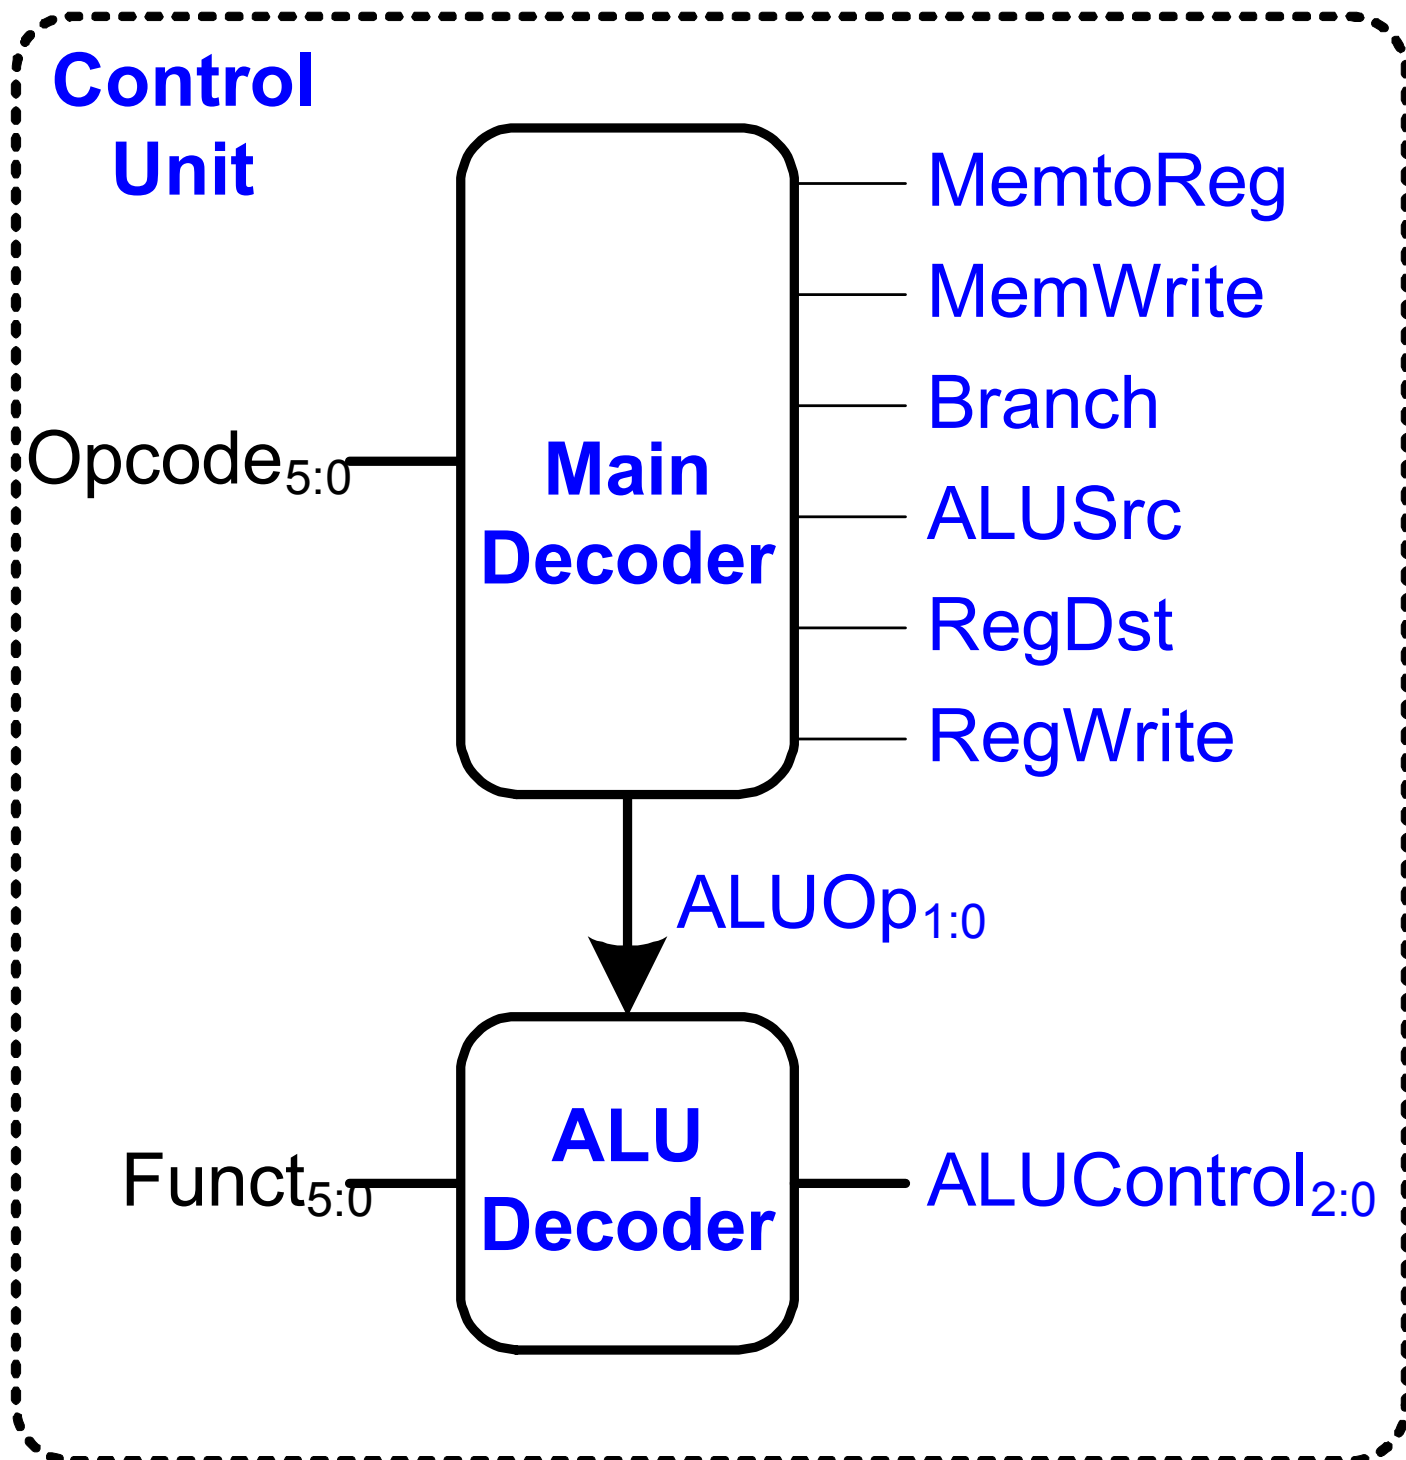 Control
Unit
MemtoReg
MemWrite
Branch
Opcode5:0
Main
Decoder
ALUSrc
RegDst
RegWrite
ALUOp1:0
ALU
Decoder
Funct5:0
ALUControl2:0